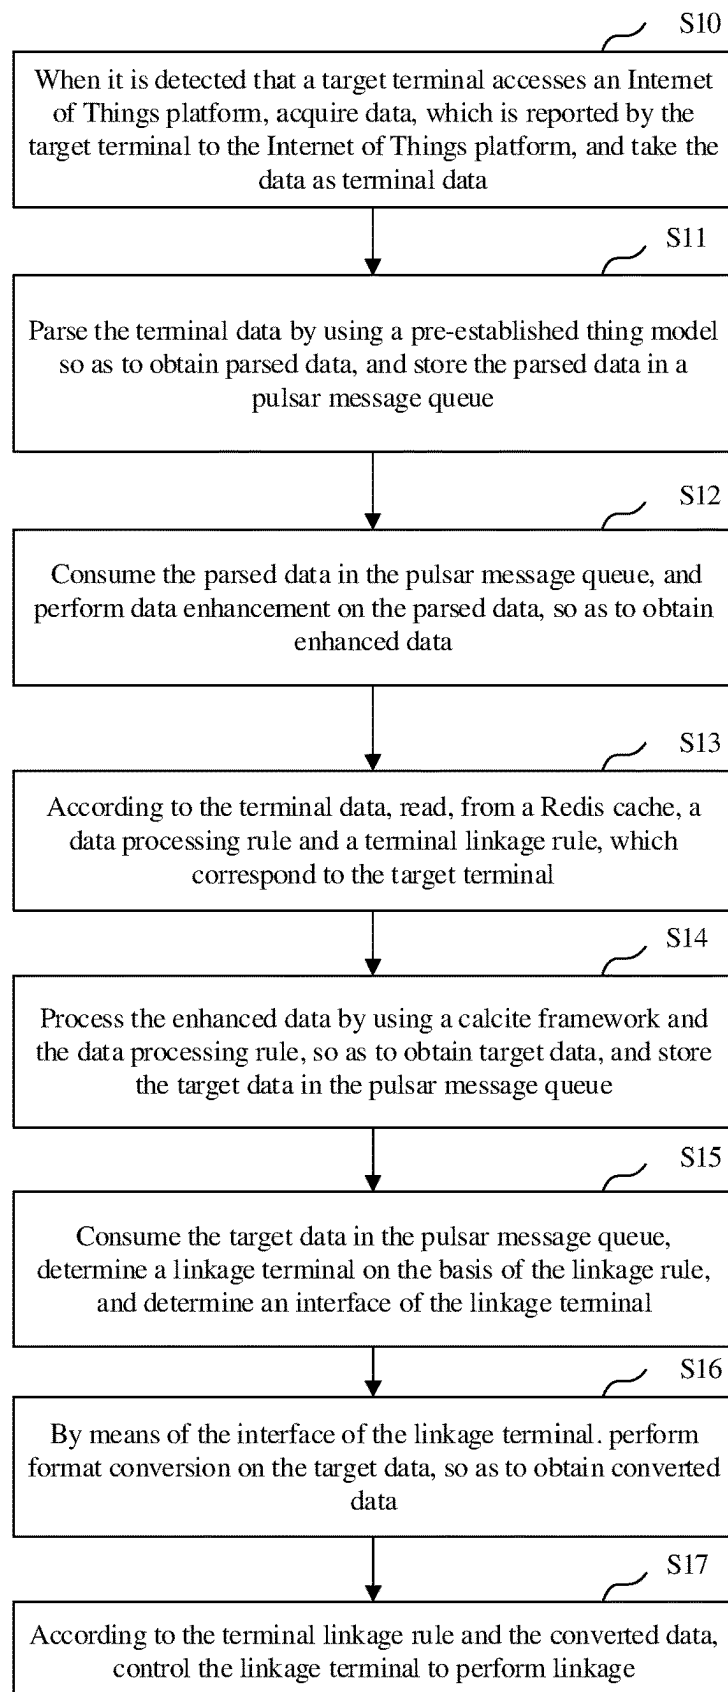 S10
When it is detected that a target terminal accesses an Internet
of Things platform, acquire data, which is reported by the
target terminal to the Internet of Things platform, and take the
data as terminal data
S11
Parse the terminal data by using a pre-established thing model
so as to obtain parsed data, and store the parsed data in a
pulsar message queue
S12
Consume the parsed data in the pulsar message queue, and
perform data enhancement on the parsed data, so as to obtain
enhanced data
S13
According to the terminal data, read, from a Redis cache, a
data processing rule and a terminal linkage rule, which
correspond to the target terminal
S14
Process the enhanced data by using a calcite framework and
the data processing rule, so as to obtain target data, and store
the target data in the pulsar message queue
S15
Consume the target data in the pulsar message queue,
determine a linkage terminal on the basis of the linkage rule,
and determine an interface of the linkage terminal
S16
By means of the interface of the linkage terminal. perform
format conversion on the target data, so as to obtain converted
data
S17
According to the terminal linkage rule and the converted data,
control the linkage terminal to perform linkage